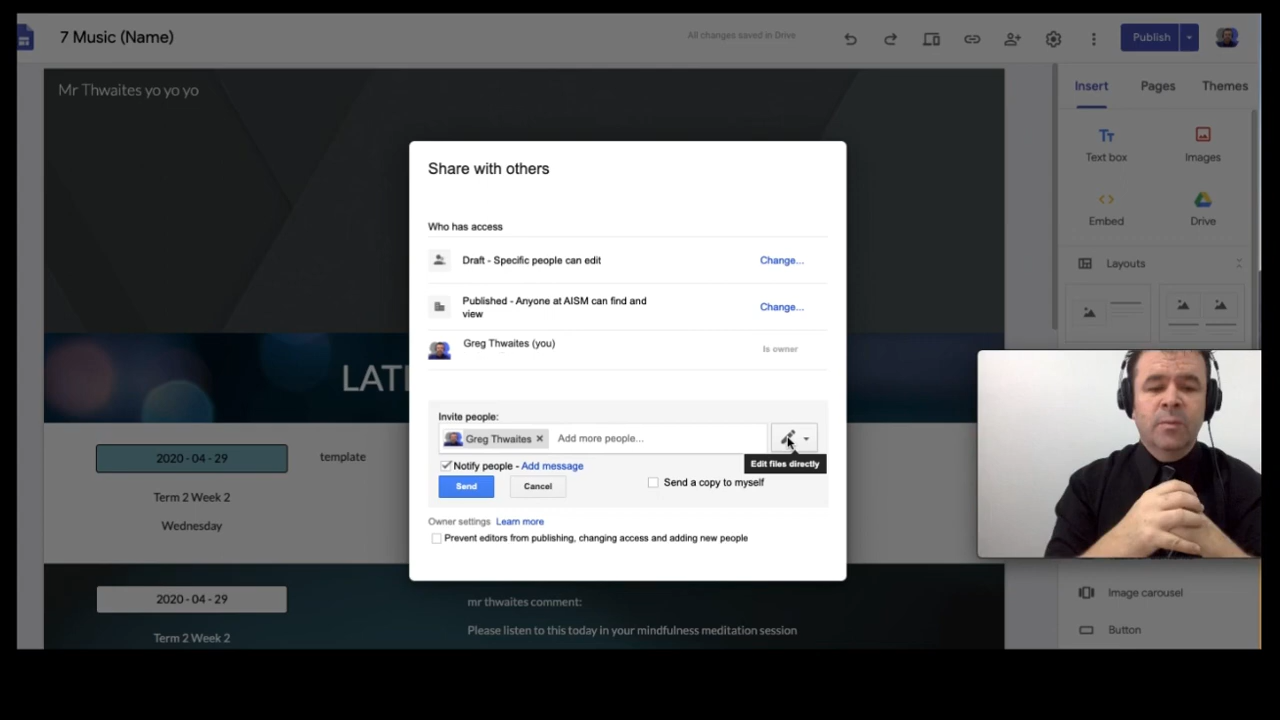 7 Music (Name)
All changes saved in Drive
Publish
Mr Thwaites yo yo yo
Insert
Pages
Themes
Text box
Images
Embed
Drive
Layouts
Share with others
Who has access
Draft - Specific people can edit
Change...
Published - Anyone at AISM can find and
view
Change...
Greg Thwaites (you)
Is owner
LATE
Invite people:
Greg Thwaites
Add more people...
Edit files directly
Notify people - Add message
Send
Cancel
Send a copy to myself
Owner settings Learn more
Prevent editors from publishing, changing access and adding new people
2020 - 04 - 29
template
Term 2 Week 2
Wednesday
2020 - 04 - 29
mr thwaites comment:
Term 2 Week 2
Please listen to this today in your mindfulness meditation session
Image carousel
Button